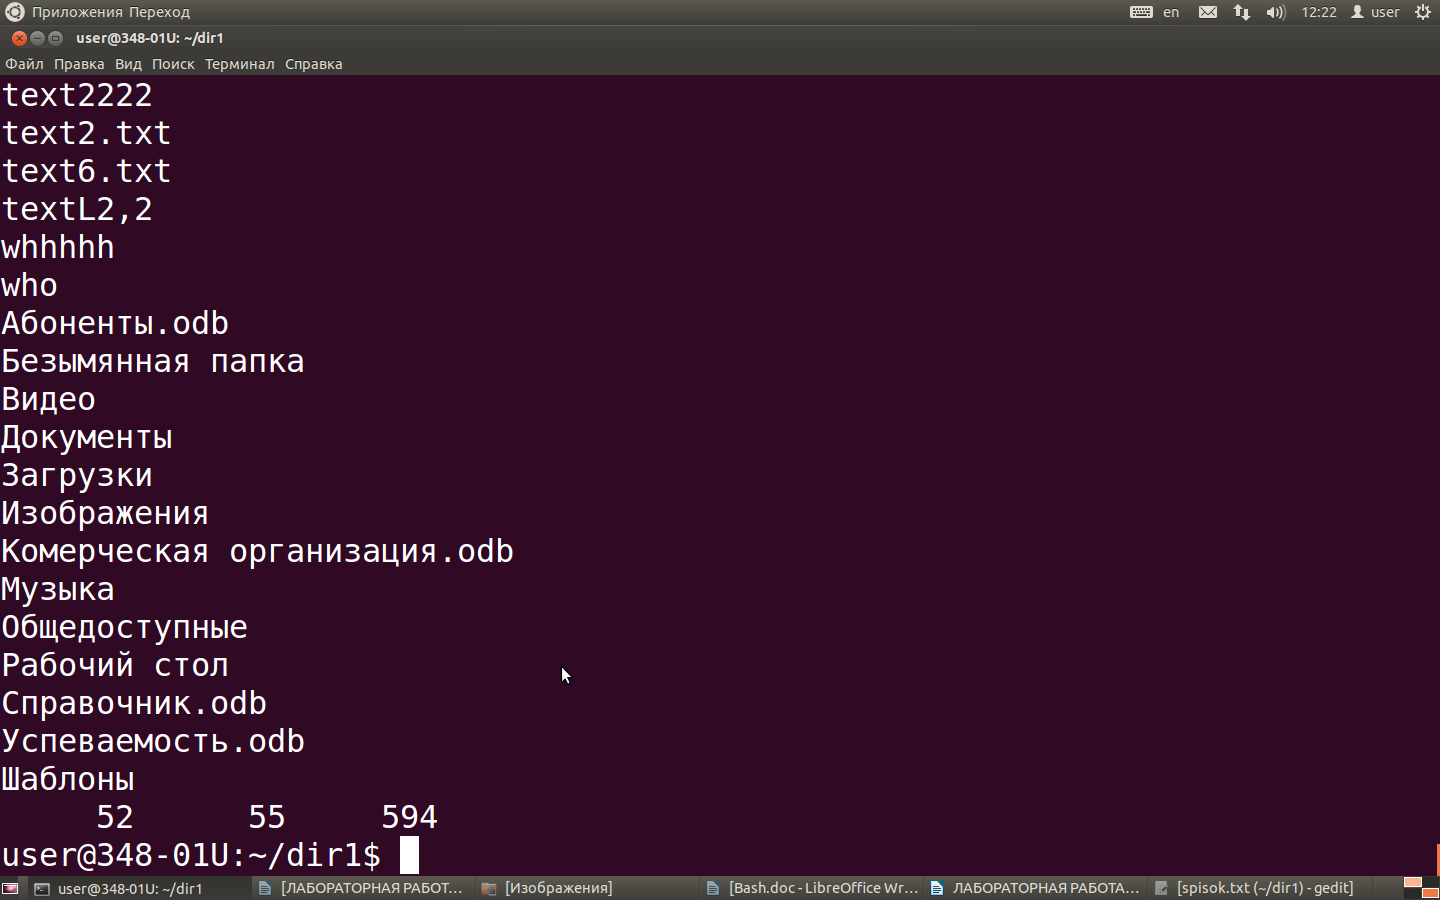 Приложения Переход en 12:22 user
user@348-01U: ~/dir1
Файл Правка Вид Поиск Терминал Справка
text2222
text2.txt
text6.txt
textL2,2
whhhhh
who
Абоненты.odb
Безымянная папка
Видео
Документы
Загрузки
Изображения
Комерческая организация.odb
Музыка
Общедоступные
Рабочий стол
Справочник.odb
Успеваемость.odb
Шаблоны
52 55 594
user@348-01U:~/dir1$
user@348-01U: ~/dir1 [ЛАБОРАТОРНАЯ РАБОТ... [Изображения] [Bash.doc - LibreOffice Wr... ЛАБОРАТОРНАЯ РАБОТА... [spisok.txt (~/dir1) - gedit]